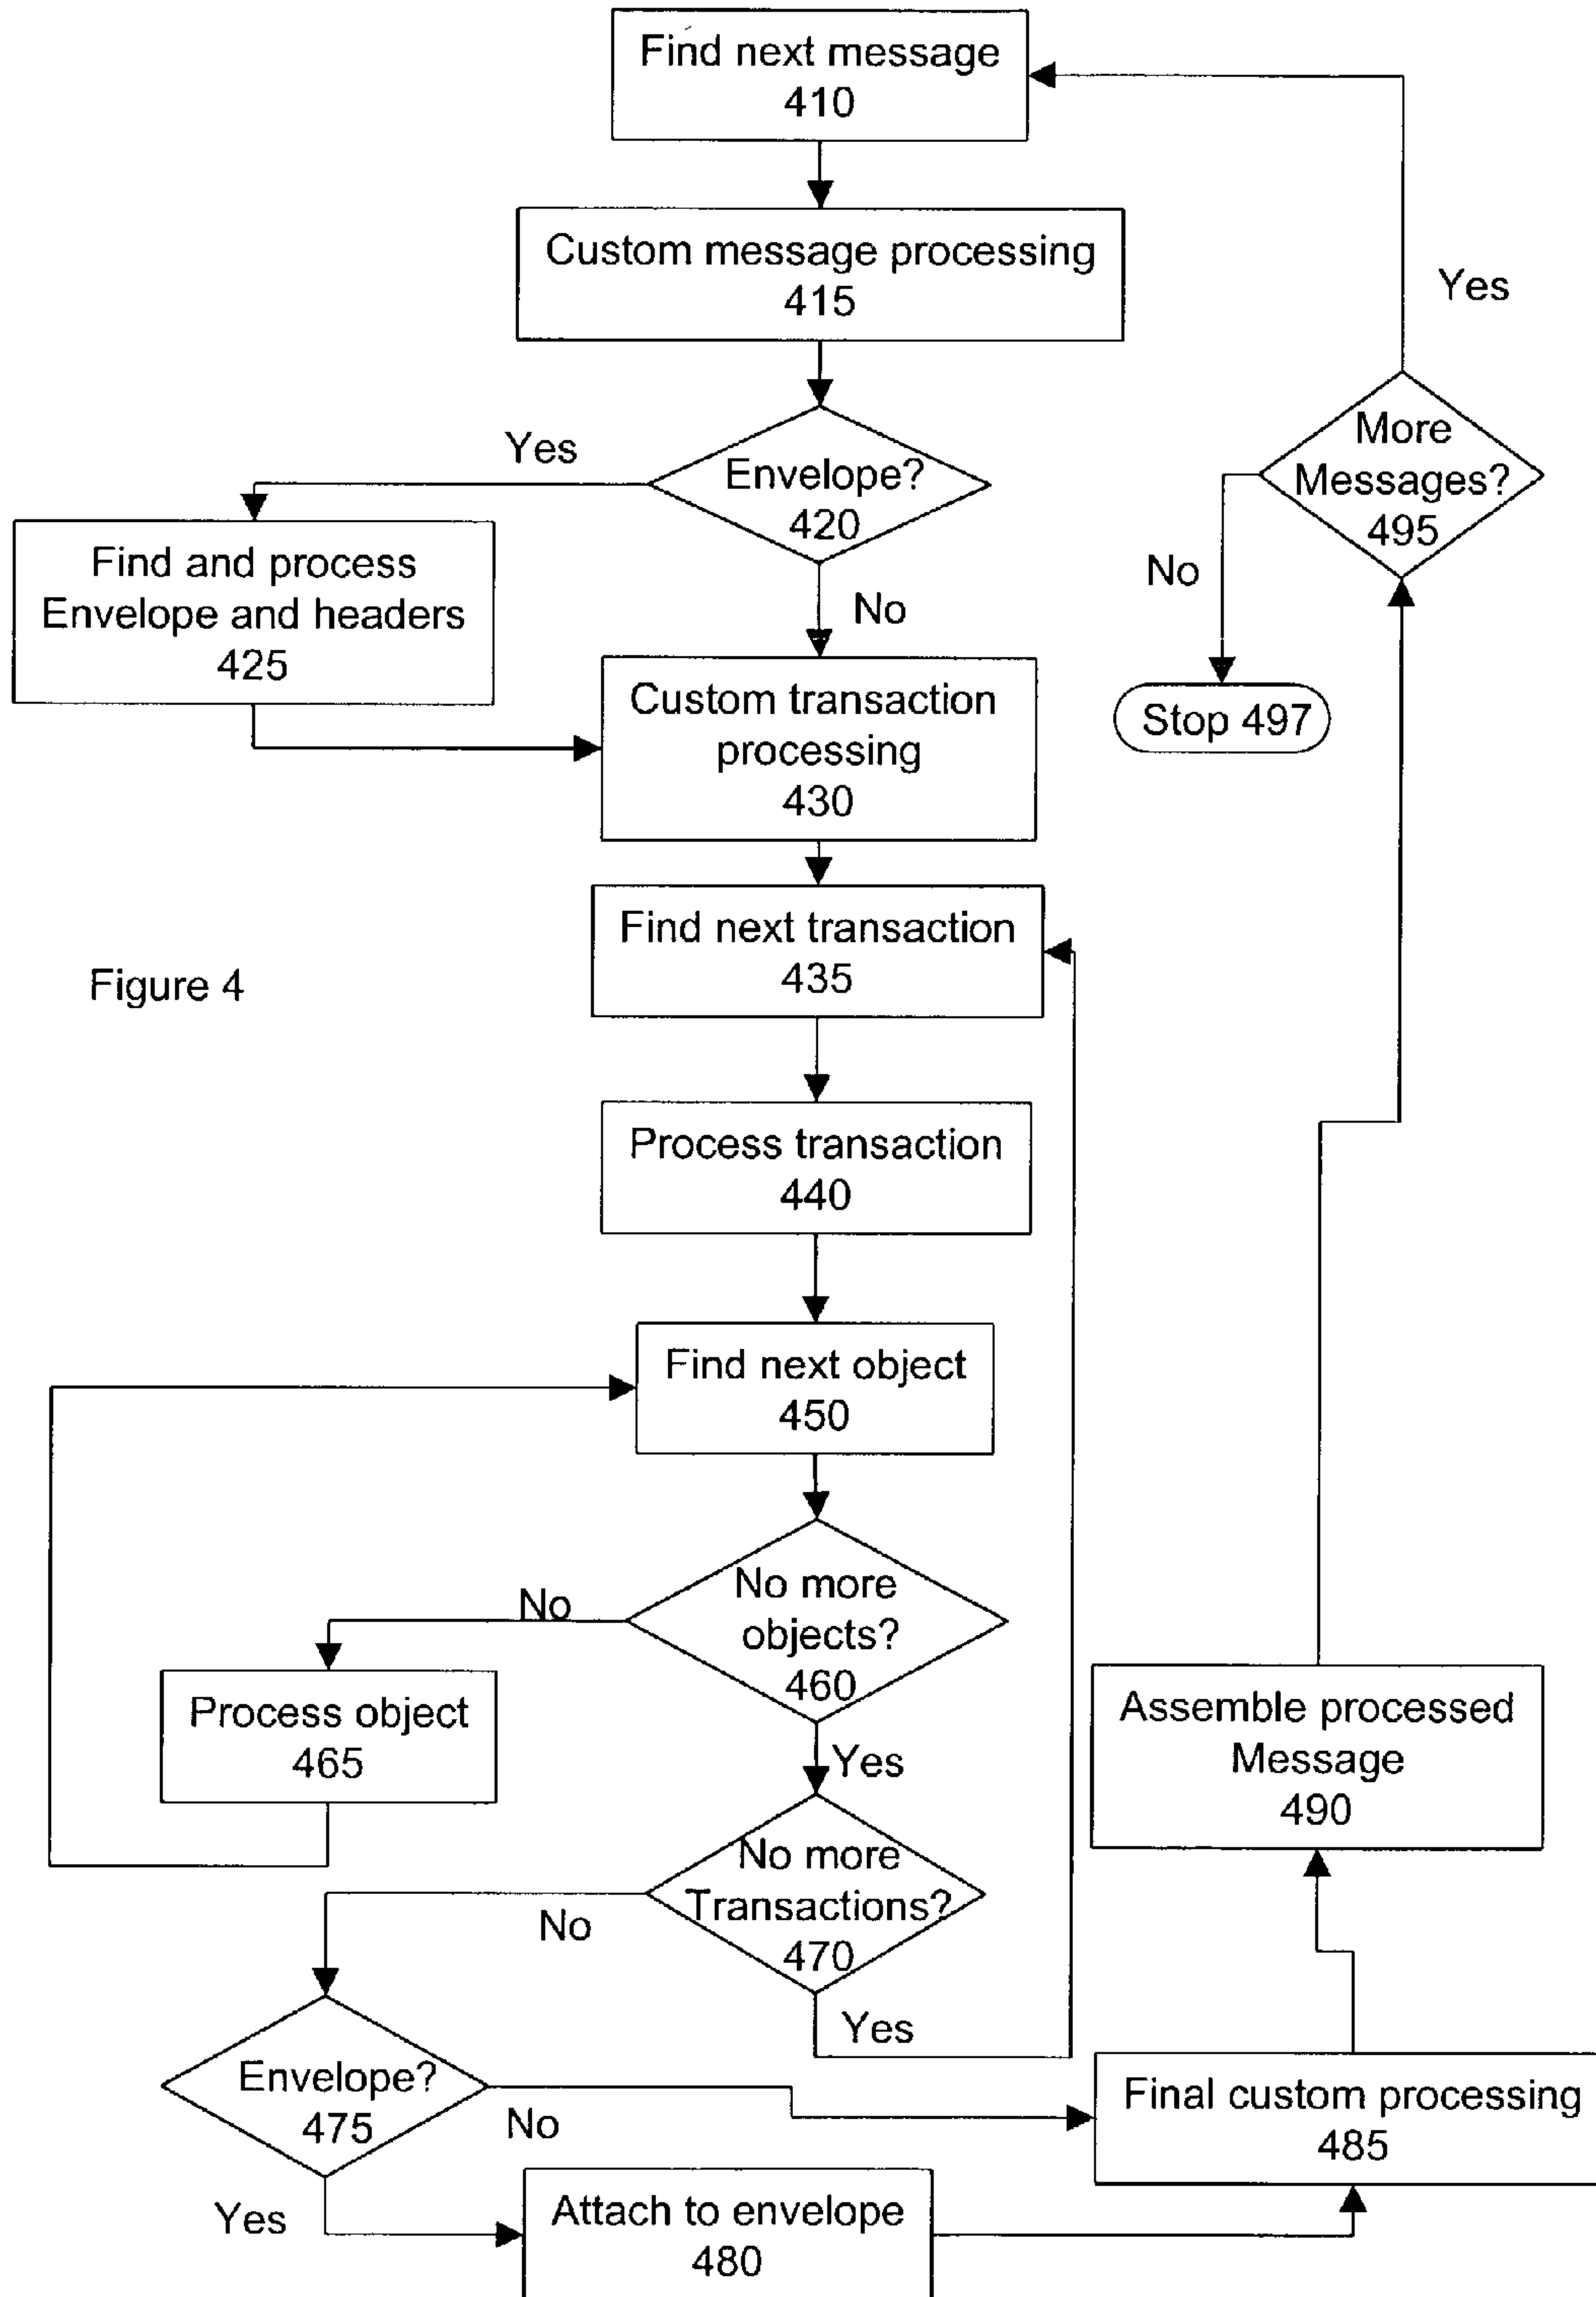 Find next message
410
Custom message processing
415
Yes
Envelope?
420
Yes
More
Messages?
495
No
Find and process
Envelope and headers
425
No
Custom transaction
processing
430
Stop 497
Find next transaction
435
Figure 4
Process transaction
440
Find next object
450
No more
objects?
460
No
Process object
465
Yes
Assemble processed
Message
490
No more
Transactions?
470
No
Yes
Envelope?
475
No
Final custom processing
485
Yes
Attach to envelope
480